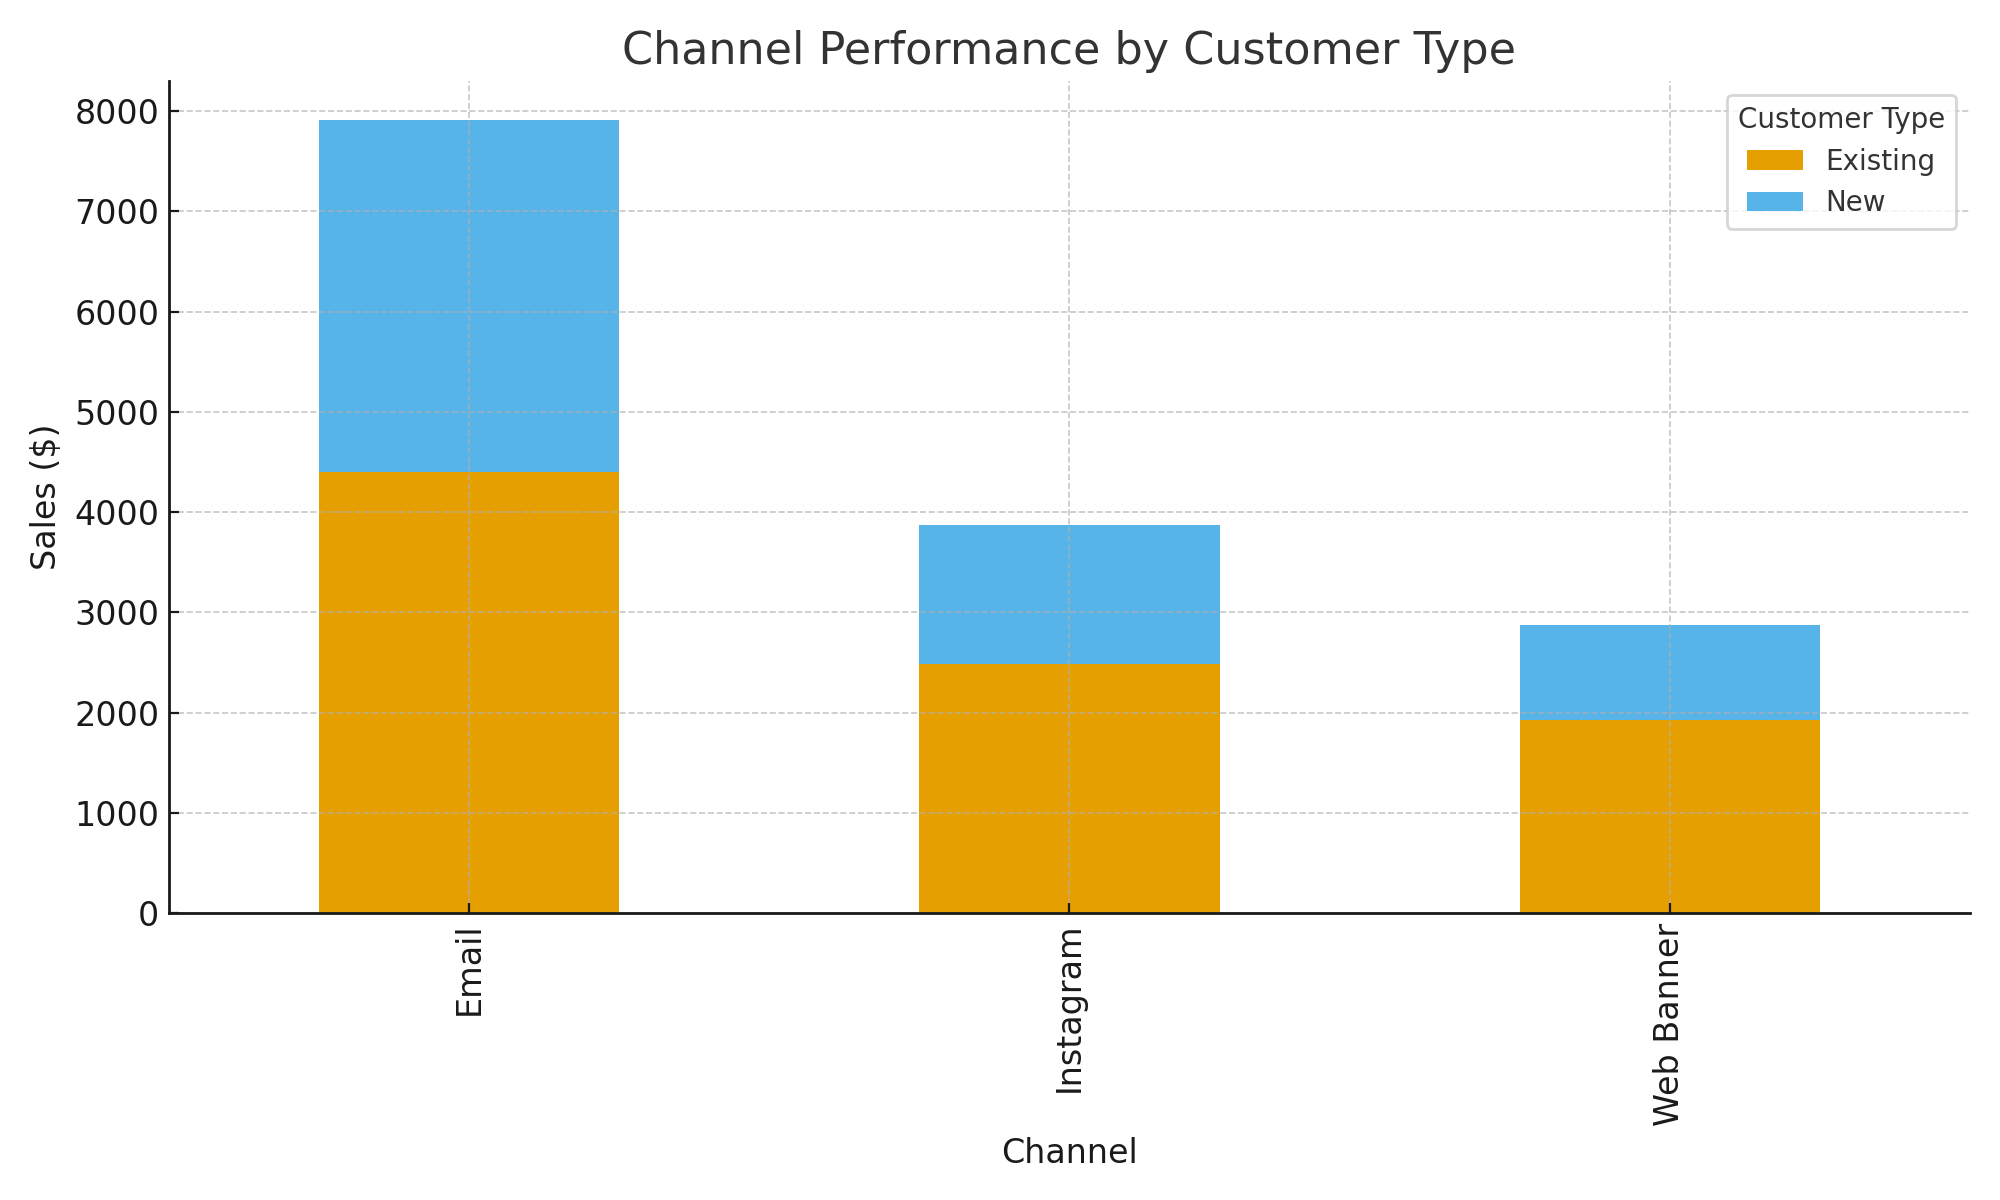 Channel Performance by Customer Type
Customer Type
Existing
New
8000
7000
6000
5000
4000
3000
2000
1000
0
Sales ($)
Email
Instagram
Web Banner
Channel